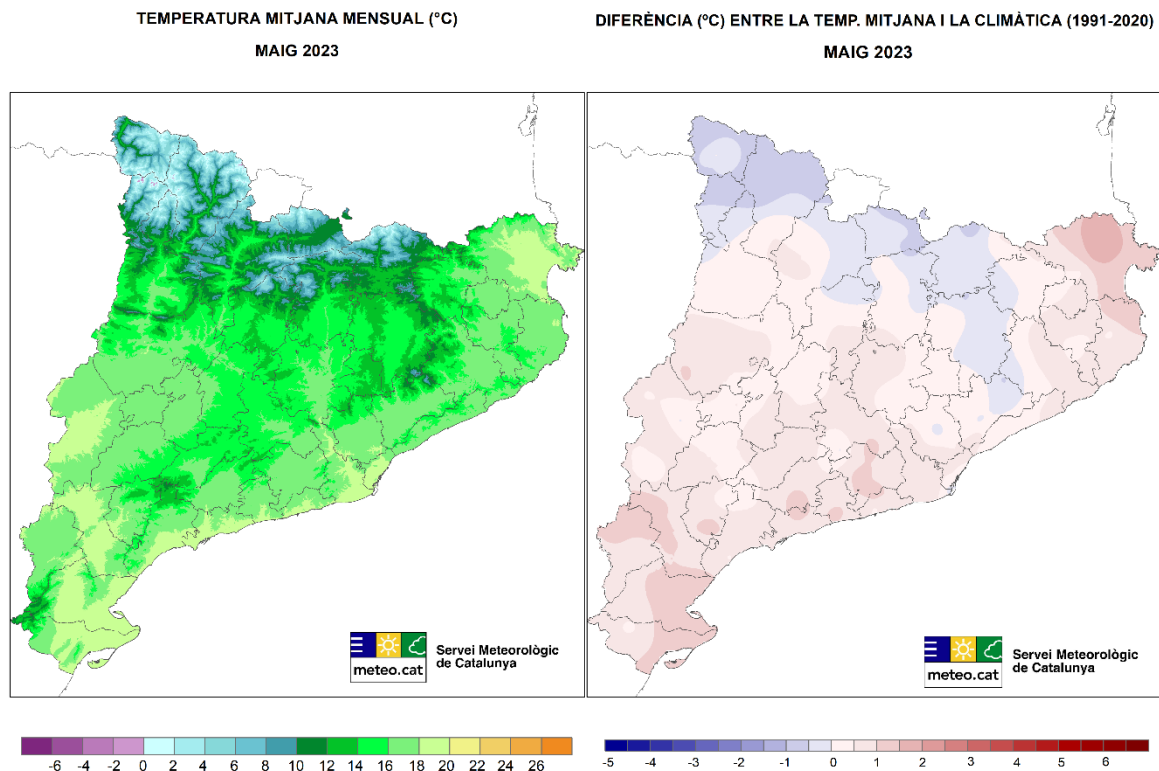 TEMPERATURA MITJANA MENSUAL (°C)
MAIG 2023
DIFERÈNCIA (ºC) ENTRE LA TEMP. MITJANA I LA CLIMÀTICA (1991-2020)
MAIG 2023
meteo.cat
Servei Meteorològic
de Catalunya
meteo.cat
Servei Meteorològic
de Catalunya
-6 -4 -2 0 2 4 6 8 10 12 14 16 18 20 22 24 26
-5 -4 -3 -2 -1 0 1 2 3 4 5 6